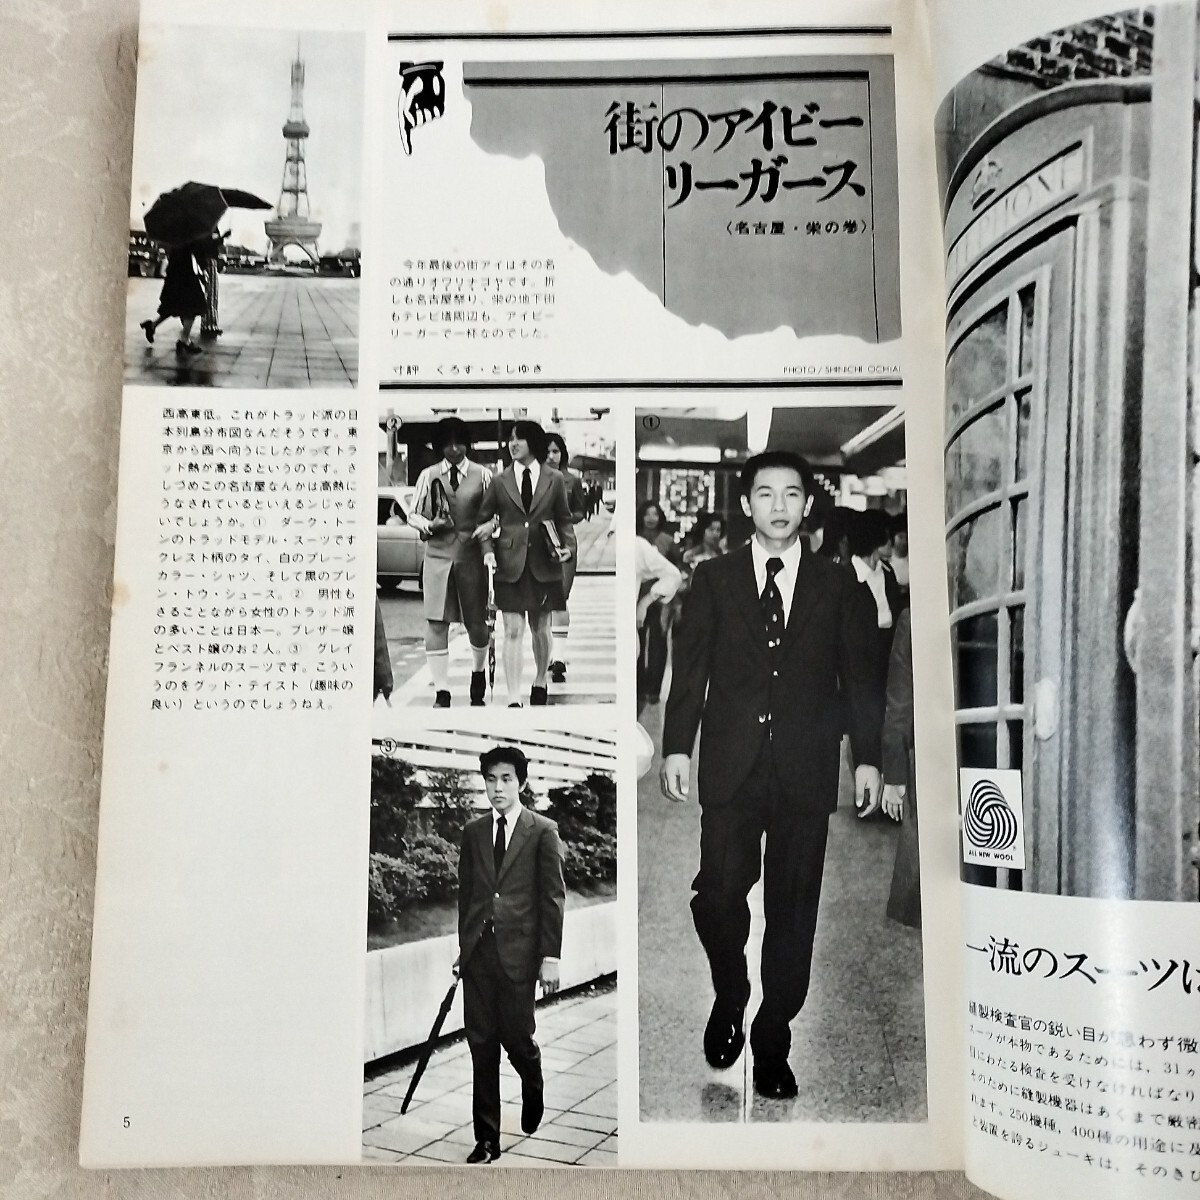 街のアイビー
リーガース
〈名古屋・栄の巻〉
今年最後の街アイはその名
の通りオワリナゴヤです。折
しも名古屋祭り、栄の地下街
もテレビ塔周辺も、アイビー
リーガーで一杯なのでした。
寸評 くろす・としゆき
PHOTO/SHINICHI OCHIAI
西高東低。これがトラッド派の日
本列島分布図なんだそうです。東
京から西へ向うにしたがってトラ
ッド熱が高まるというのです。さ
しづめこの名古屋なんかは高熱に
うなされているといえるンじゃな
いでしょうか。① ダーク・トー
ンのトラッドモデル・スーツです
クレスト柄のタイ、白のプレーン
カラー・シャツ、そして黒のプレ
ン・トウ・シューズ。② 男性も
さることながら女性のトラッド派
の多いことは日本一。ブレザー嬢
とベスト嬢のお2人。③ グレイ
フランネルのスーツです。こうい
うのをグッド・テイスト（趣味の
良い）というのでしょうねえ。
②
①
③
5
ALL NEW WOOL
一流のスーツは
縫製検査官の鋭い目が思わず微
スーツが本物であるためには、31ヵ
目にわたる検査を受けなければなり
そのために縫製機器はあくまで厳密
れます。250機種、400種の用途に及
と装置を誇るジューキは、そのきび